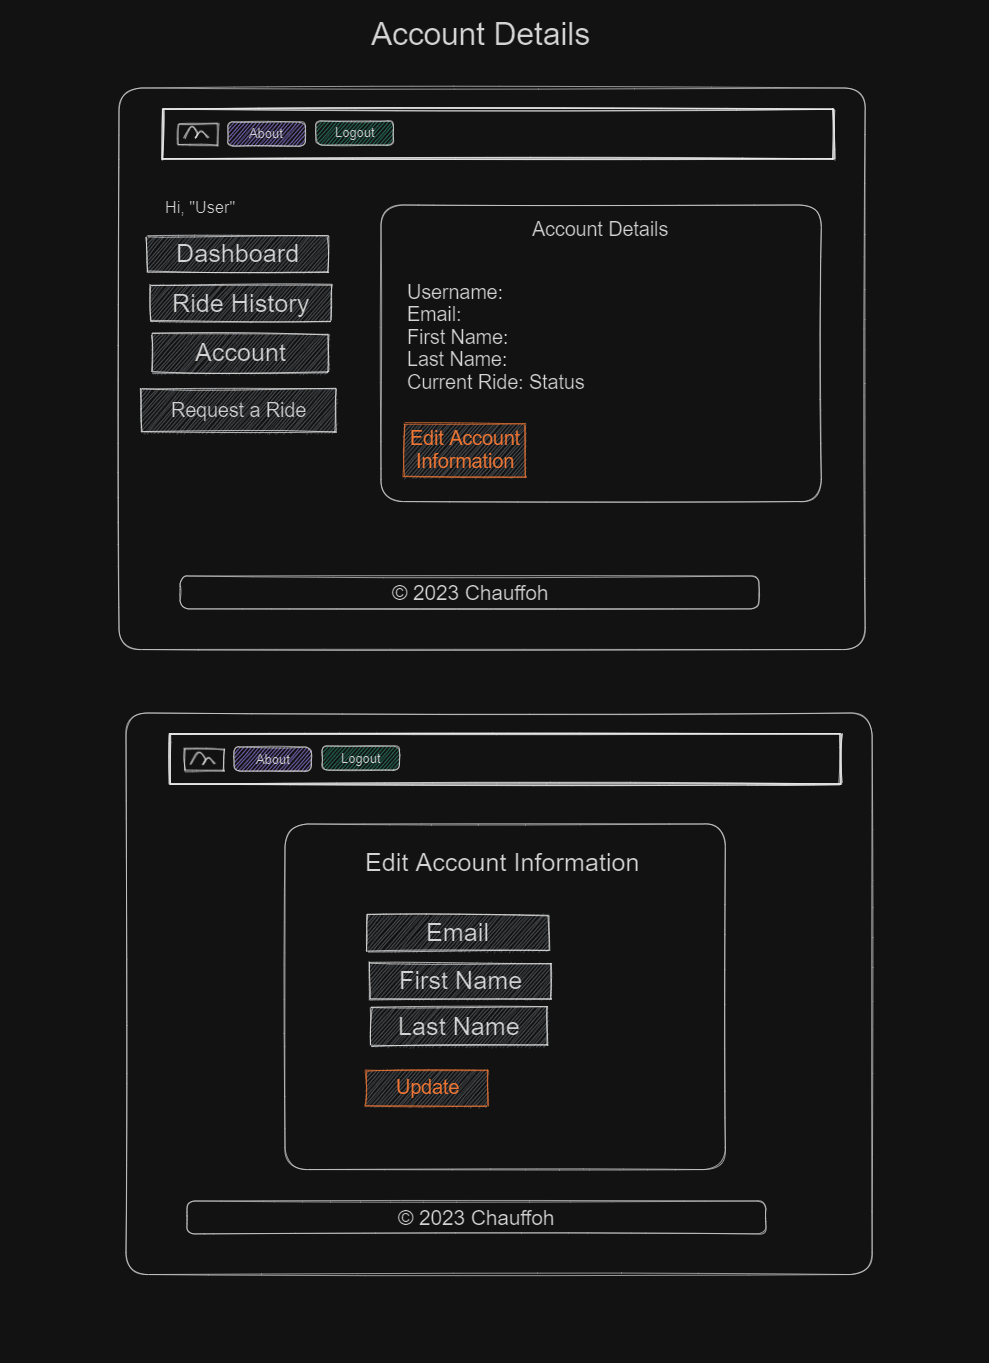 Account Details
About
Logout
Hi, "User"
Dashboard
Ride History
Account
Request a Ride
Account Details
Username:
Email:
First Name:
Last Name:
Current Ride: Status
Edit Account
Information
© 2023 Chauffoh
About
Logout
Edit Account Information
Email
First Name
Last Name
Update
© 2023 Chauffoh